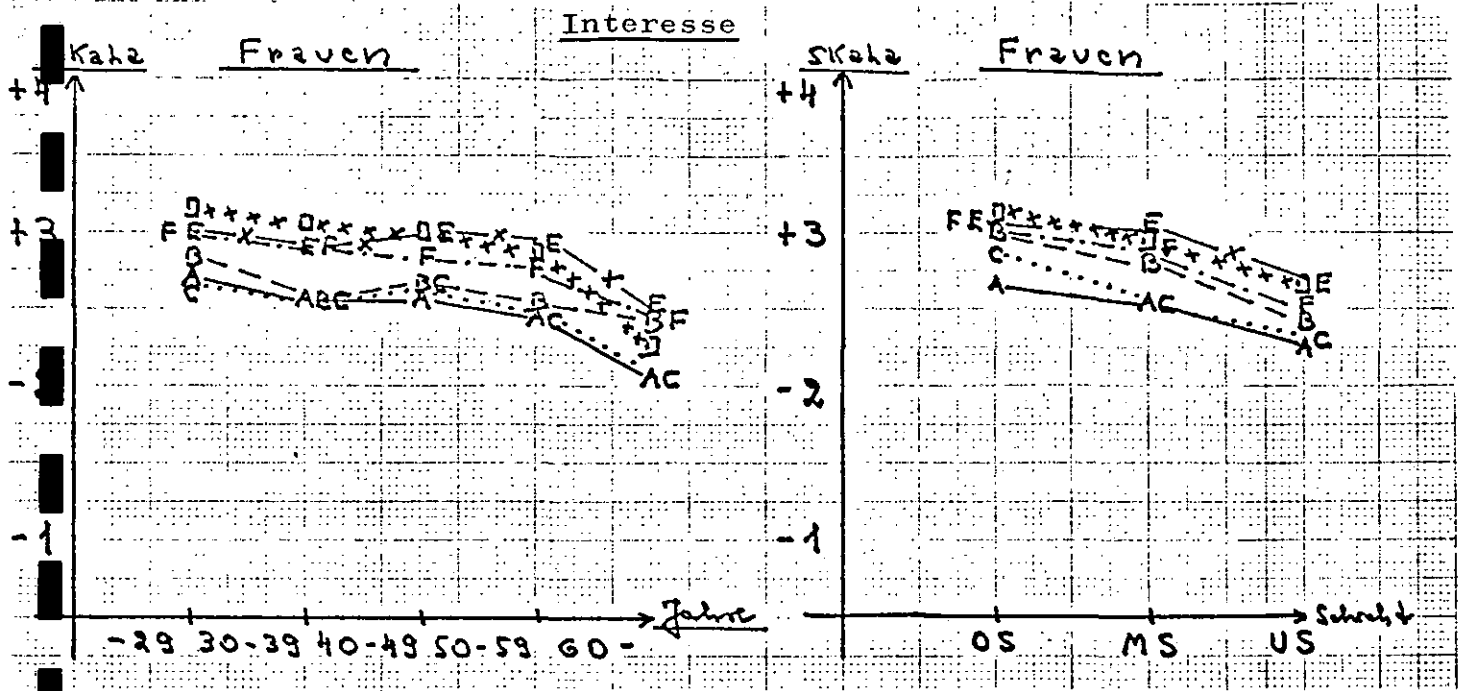 Interesse
Skala Frauen
+4
+3
-1
-29 30-39 40-49 50-59 60-
Jahre
F E B A C
E F
A B C
E F B C A
E F B A C
E B F A C
Skala Frauen
+4
+3
-2
-1
OS MS US
Schicht
F E B C A
E F B A C
E F B C A